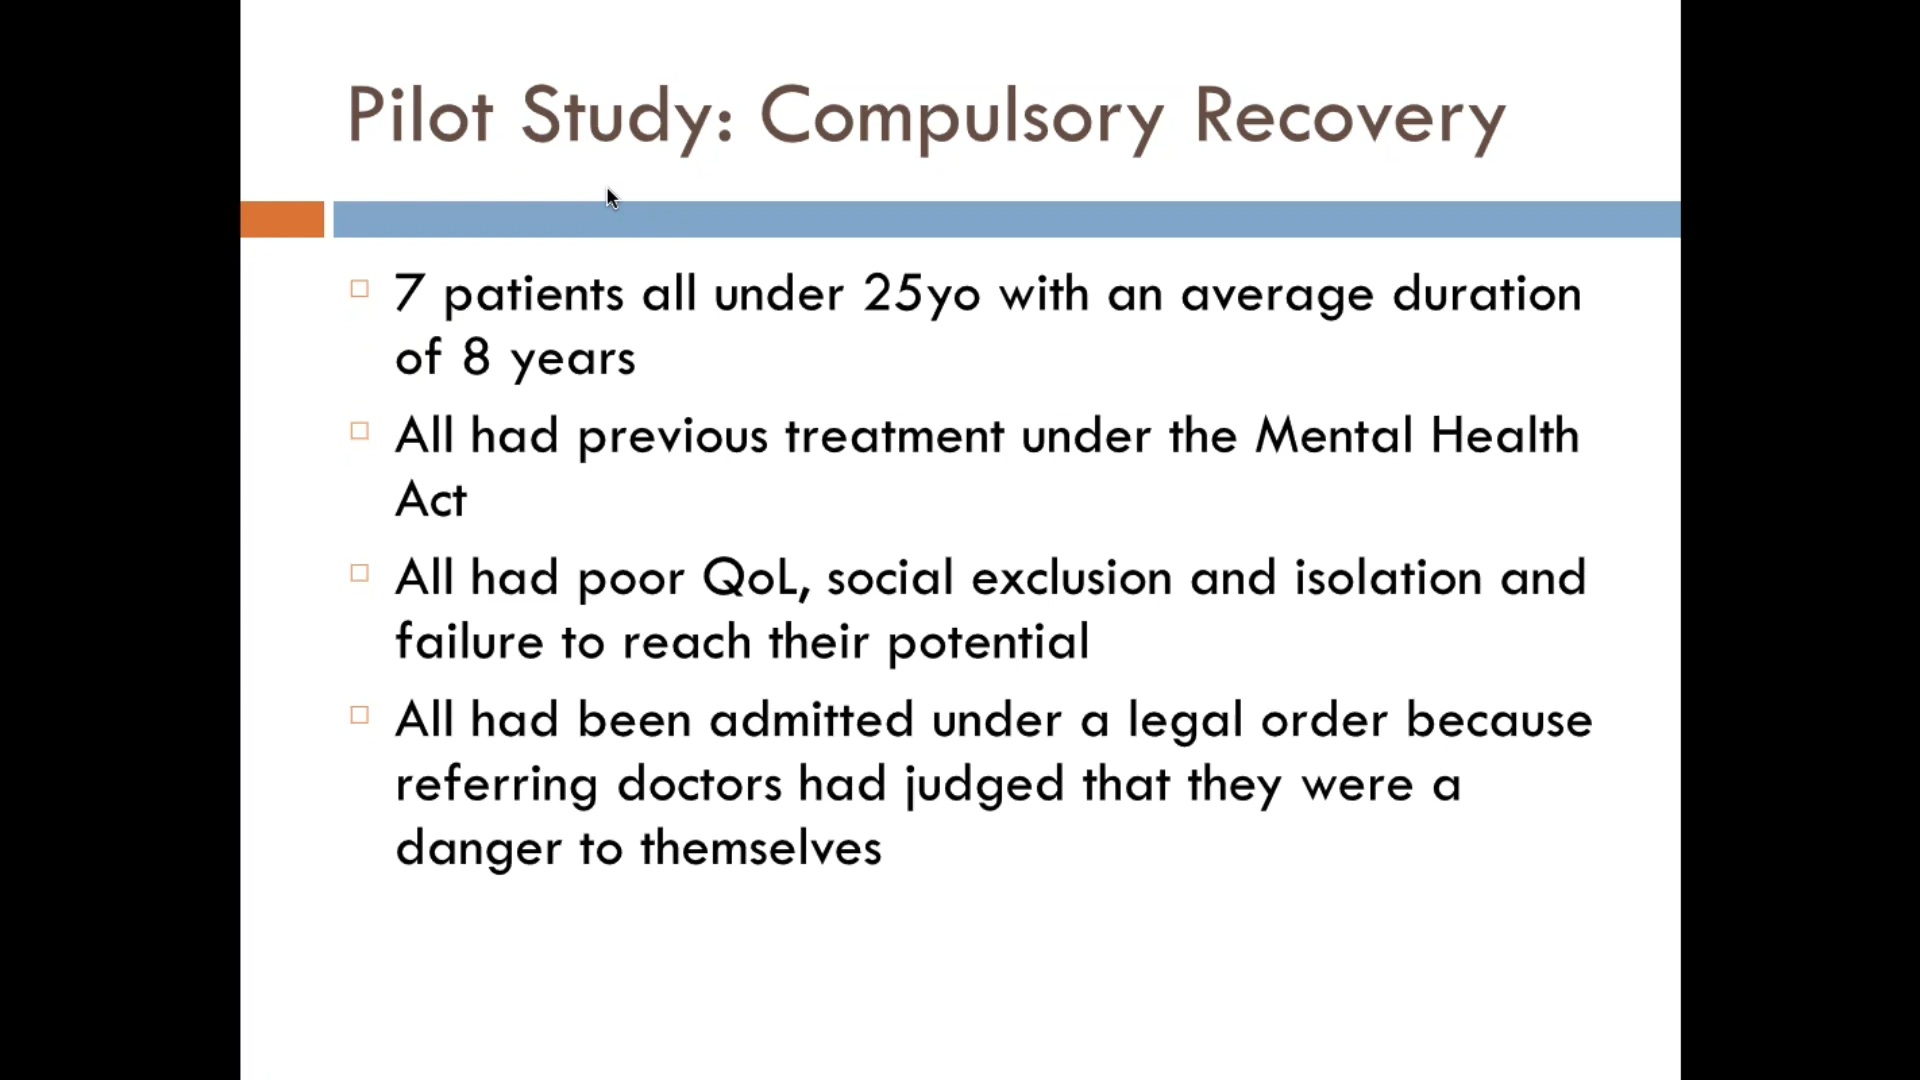 Pilot Study: Compulsory Recovery
7 patients all under 25yo with an average duration
of 8 years
All had previous treatment under the Mental Health
Act
All had poor QoL, social exclusion and isolation and
failure to reach their potential
All had been admitted under a legal order because
referring doctors had judged that they were a
danger to themselves